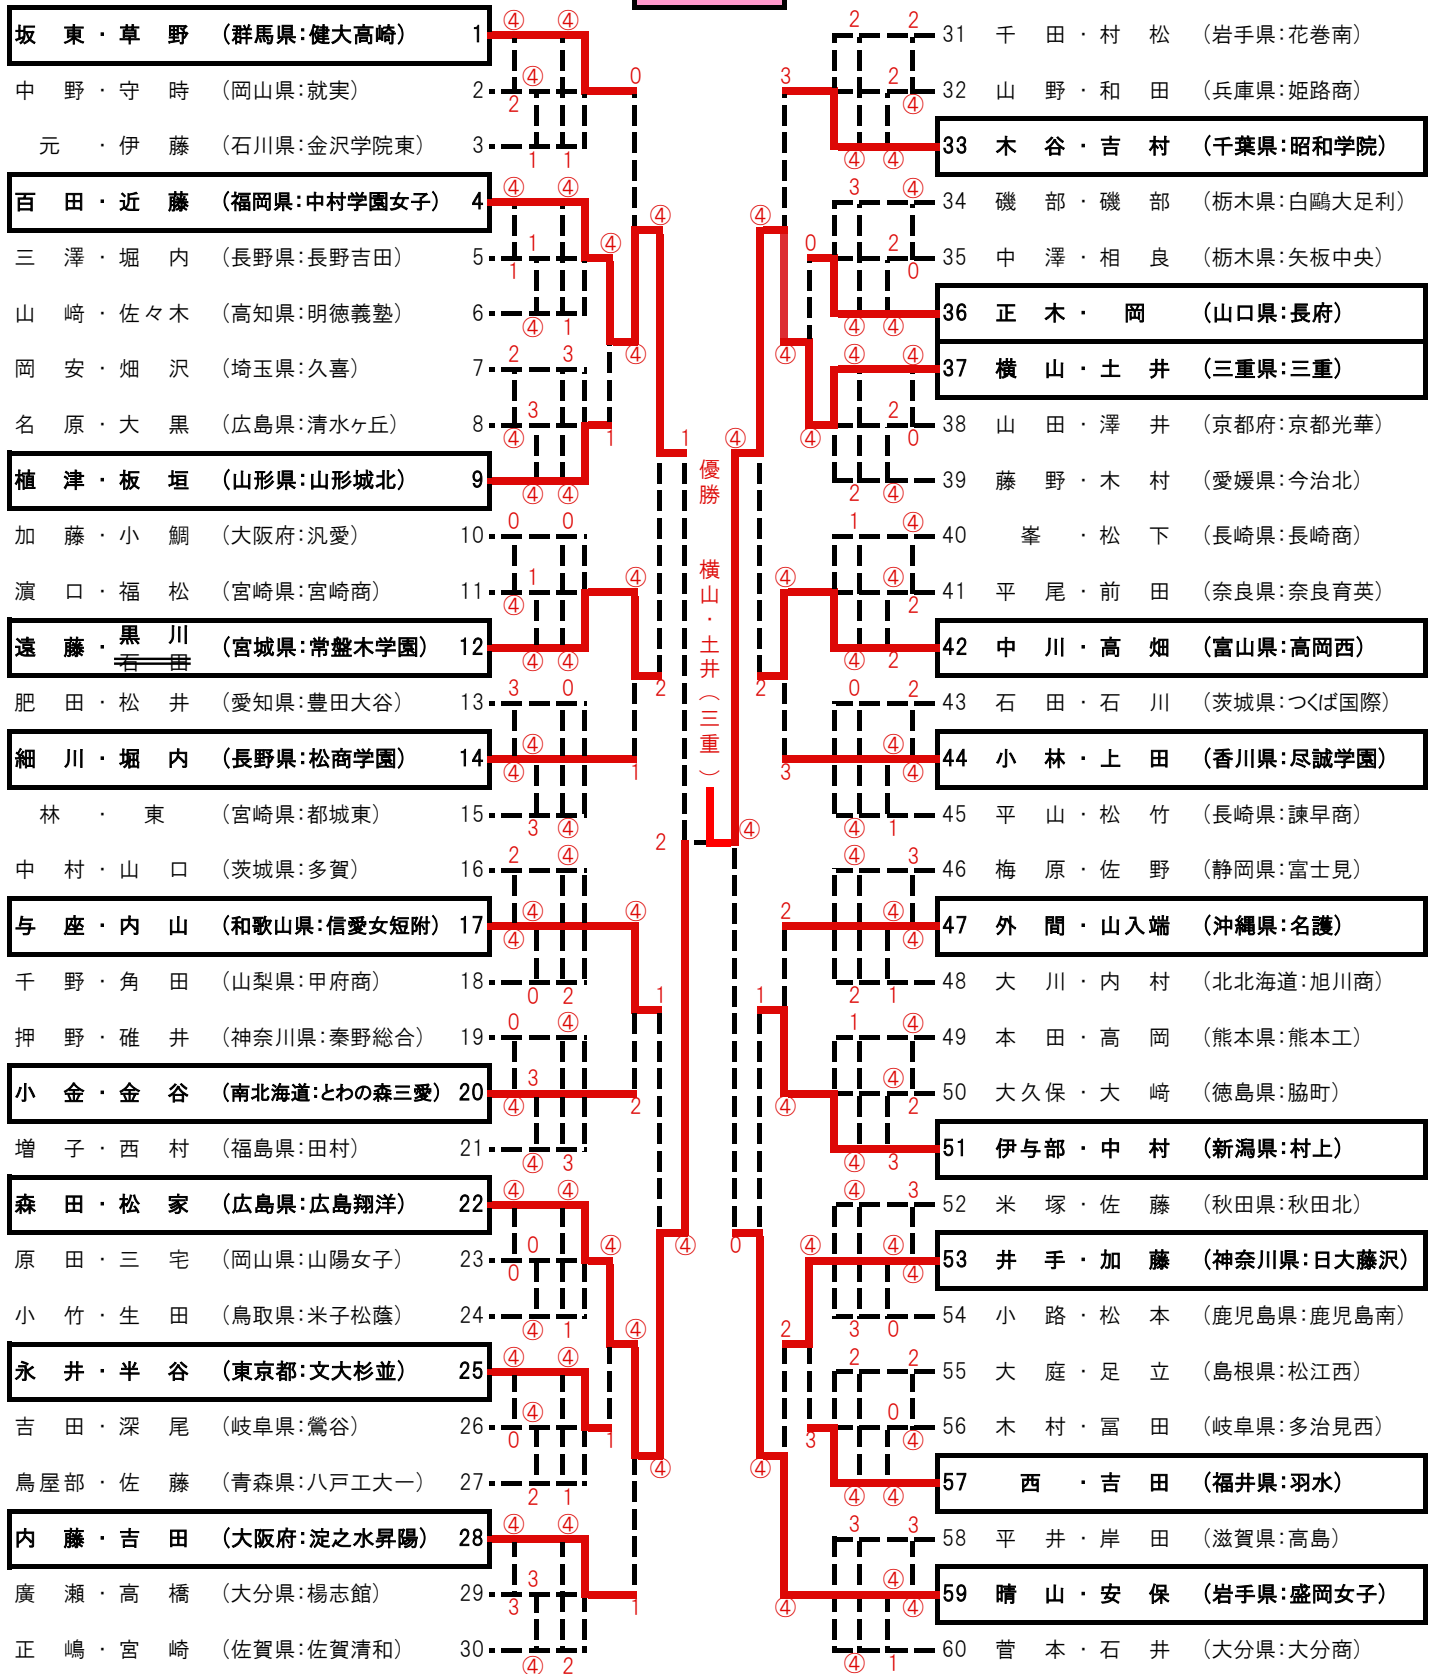 坂東・草野 (群馬県:健大高崎) 1
中野・守時 (岡山県:就実) 2
元・伊藤 (石川県:金沢学院東) 3
百田・近藤 (福岡県:中村学園女子) 4
三澤・堀内 (長野県:長野吉田) 5
山﨑・佐々木 (高知県:明徳義塾) 6
岡安・畑沢 (埼玉県:久喜) 7
名原・大黒 (広島県:清水ヶ丘) 8
植津・板垣 (山形県:山形城北) 9
加藤・小鯛 (大阪府:汎愛) 10
濵口・福松 (宮崎県:宮崎商) 11
遠藤・黒川 石田 (宮城県:常盤木学園) 12
肥田・松井 (愛知県:豊田大谷) 13
細川・堀内 (長野県:松商学園) 14
林・東 (宮崎県:都城東) 15
中村・山口 (茨城県:多賀) 16
与座・内山 (和歌山県:信愛女短附) 17
千野・角田 (山梨県:甲府商) 18
押野・碓井 (神奈川県:秦野総合) 19
小金・金谷 (南北海道:とわの森三愛) 20
増子・西村 (福島県:田村) 21
森田・松家 (広島県:広島翔洋) 22
原田・三宅 (岡山県:山陽女子) 23
小竹・生田 (鳥取県:米子松蔭) 24
永井・半谷 (東京都:文大杉並) 25
吉田・深尾 (岐阜県:鶯谷) 26
鳥屋部・佐藤 (青森県:八戸工大一) 27
内藤・吉田 (大阪府:淀之水昇陽) 28
廣瀬・高橋 (大分県:楊志館) 29
正嶋・宮崎 (佐賀県:佐賀清和) 30
優勝 横山・土井(三重)
31 千田・村松 (岩手県:花巻南)
32 山野・和田 (兵庫県:姫路商)
33 木谷・吉村 (千葉県:昭和学院)
34 磯部・磯部 (栃木県:白鷗大足利)
35 中澤・相良 (栃木県:矢板中央)
36 正木・岡 (山口県:長府)
37 横山・土井 (三重県:三重)
38 山田・澤井 (京都府:京都光華)
39 藤野・木村 (愛媛県:今治北)
40 峯・松下 (長崎県:長崎商)
41 平尾・前田 (奈良県:奈良育英)
42 中川・高畑 (富山県:高岡西)
43 石田・石川 (茨城県:つくば国際)
44 小林・上田 (香川県:尽誠学園)
45 平山・松竹 (長崎県:諫早商)
46 梅原・佐野 (静岡県:富士見)
47 外間・山入端 (沖縄県:名護)
48 大川・内村 (北北海道:旭川商)
49 本田・高岡 (熊本県:熊本工)
50 大久保・大﨑 (徳島県:脇町)
51 伊与部・中村 (新潟県:村上)
52 米塚・佐藤 (秋田県:秋田北)
53 井手・加藤 (神奈川県:日大藤沢)
54 小路・松本 (鹿児島県:鹿児島南)
55 大庭・足立 (島根県:松江西)
56 木村・冨田 (岐阜県:多治見西)
57 西・吉田 (福井県:羽水)
58 平井・岸田 (滋賀県:高島)
59 晴山・安保 (岩手県:盛岡女子)
60 菅本・石井 (大分県:大分商)